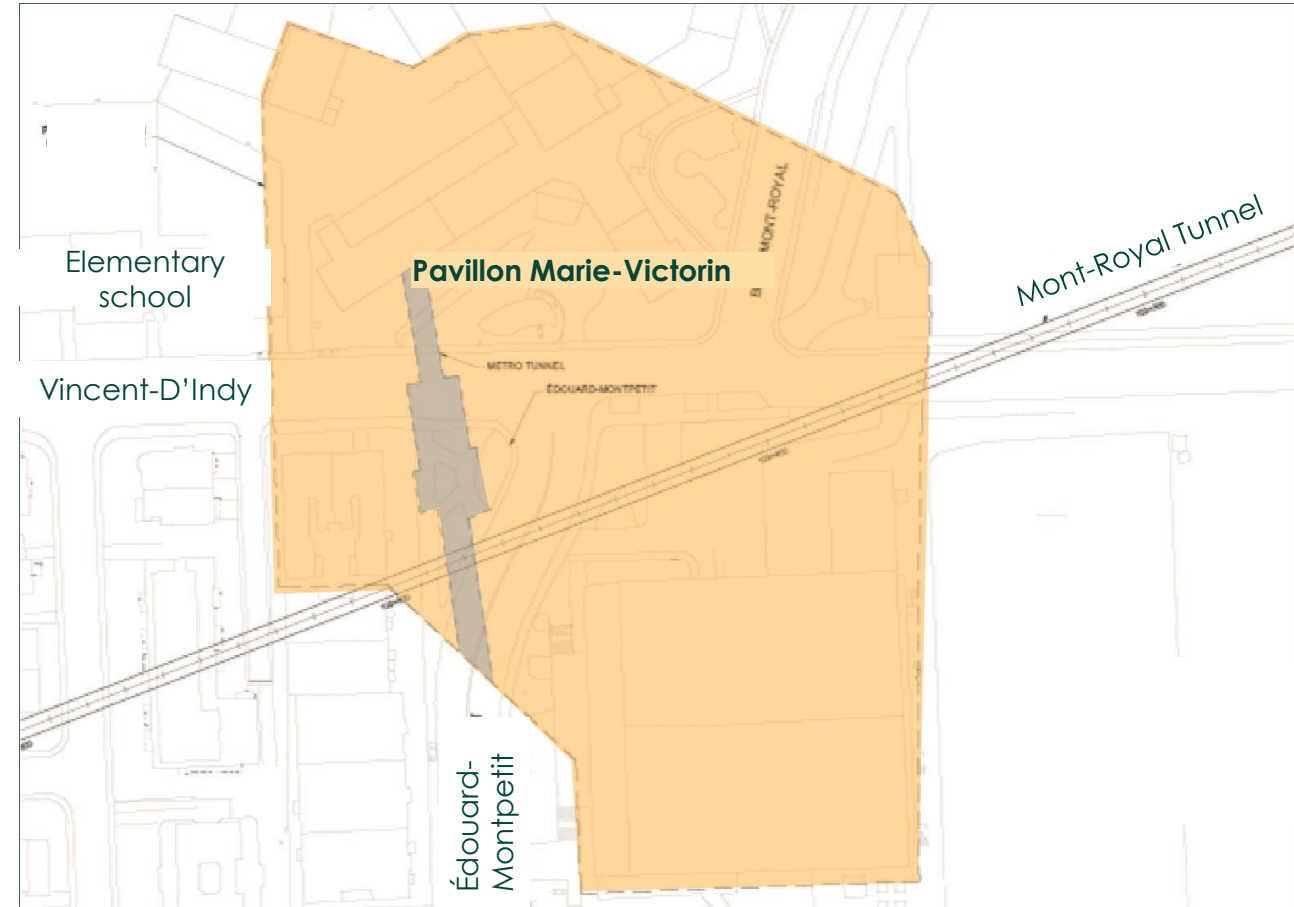 MONT-ROYAL
Mont-Royal Tunnel
Elementary
school
Pavillon Marie-Victorin
METRO TUNNEL
Vincent-D'Indy
ÉDOUARD-MONTPETIT
Édouard-
Montpetit